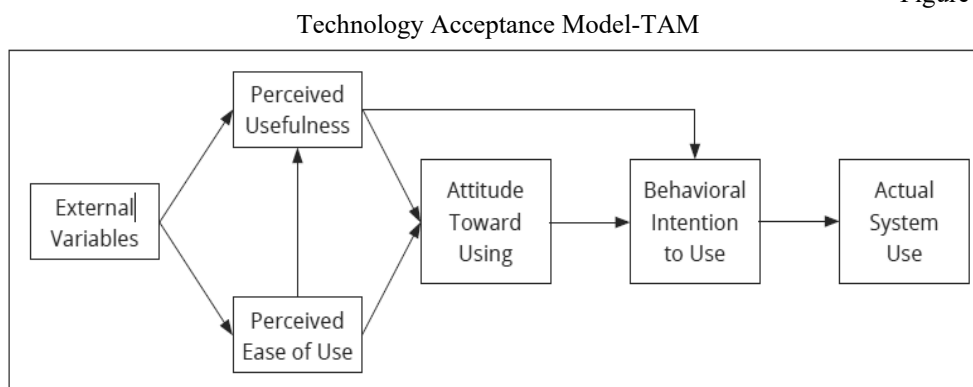 Figure
Technology Acceptance Model-TAM
Perceived
Usefulness
External
Variables
Perceived
Ease of Use
Attitude
Toward
Using
Behavioral
Intention
to Use
Actual
System
Use